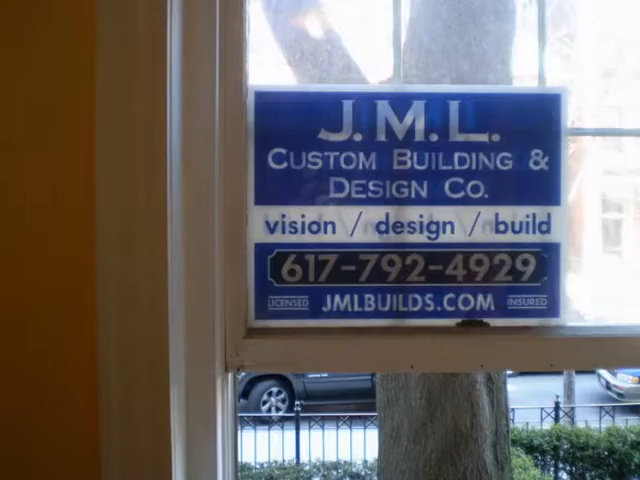 J.M.L.
CUSTOM BUILDING &
DESIGN CO.
vision / design / build
617-792-4929
LICENSED JMLBUILDS.COM INSURED